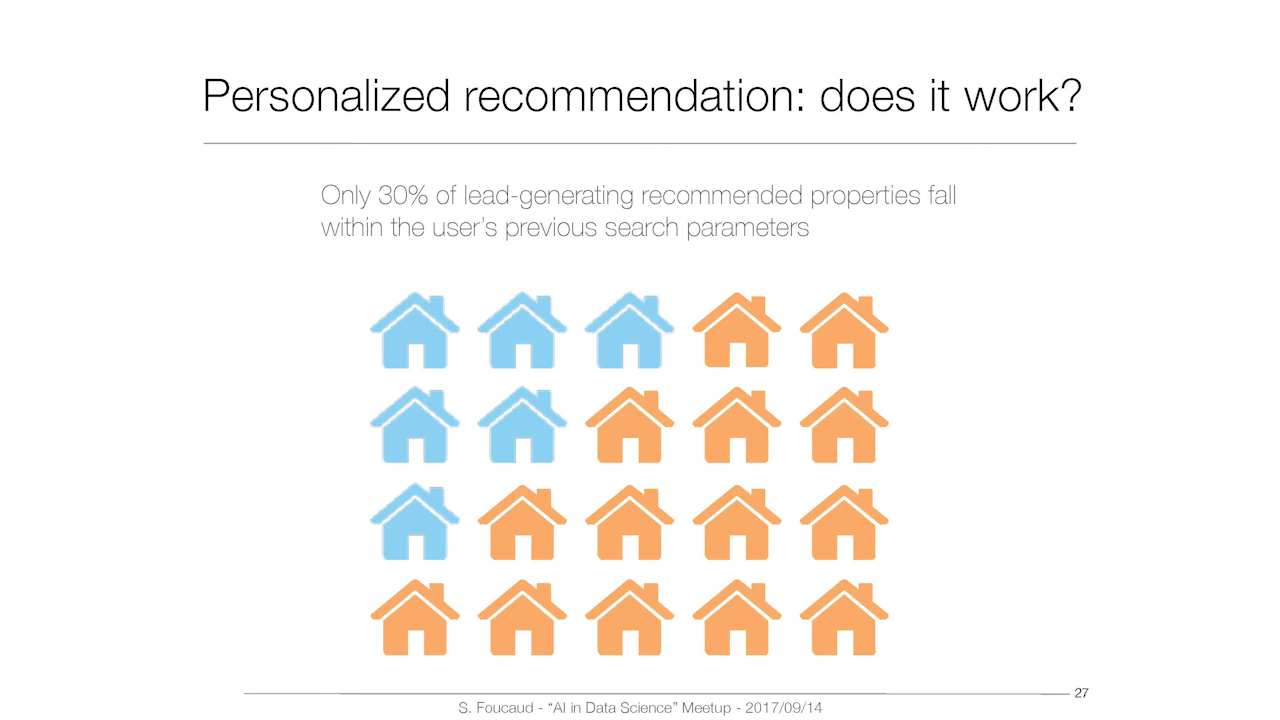 Personalized recommendation: does it work?
Only 30% of lead-generating recommended properties fall
within the user's previous search parameters
27
S. Foucaud - “AI in Data Science” Meetup - 2017/09/14